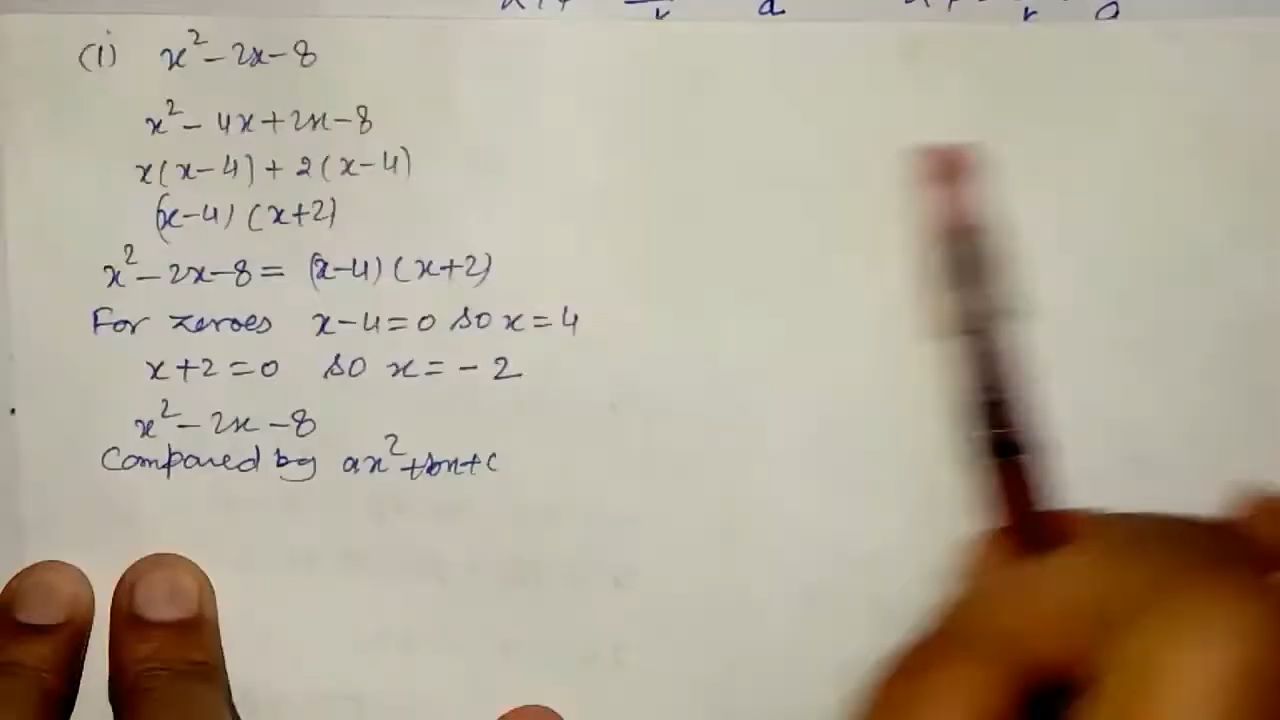 (i) x²-2x-8
x²-4x+2x-8
x(x-4)+2(x-4)
(x-4)(x+2)
x²-2x-8=(x-4)(x+2)
For zeroes x-4=0 so x=4
x+2=0 so x=-2
x²-2x-8
Compared by ax²+bx+c